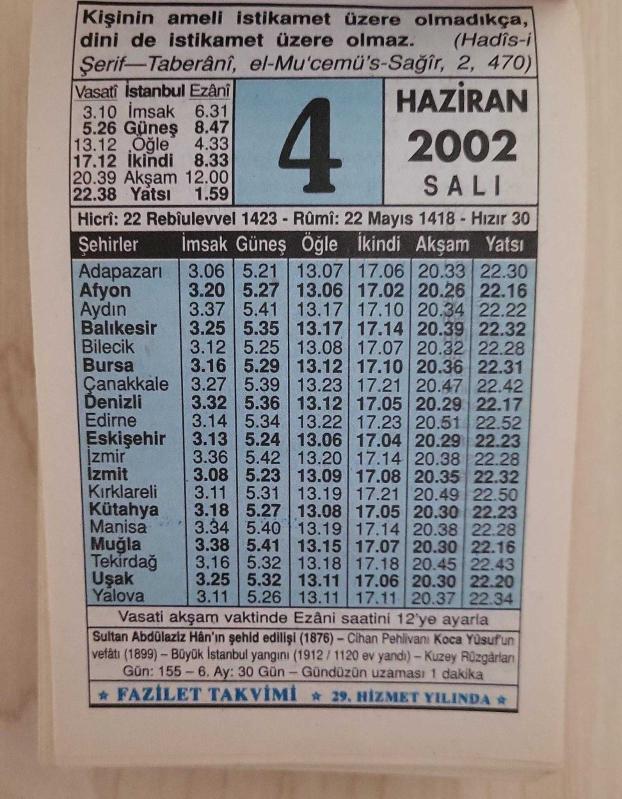 Kişinin ameli istikamet üzere olmadıkça,
dini de istikamet üzere olmaz. (Hadîs-i
Şerif—Taberânî, el-Mu'cemü's-Sağîr, 2, 470)
Vasatî İstanbul Ezânî
3.10 İmsak 6.31
5.26 Güneş 8.47
13.12 Öğle 4.33
17.12 İkindi 8.33
20.39 Akşam 12.00
22.38 Yatsı 1.59
4
HAZİRAN
2002
SALI
Hicrî: 22 Rebîulevvel 1423 - Rûmî: 22 Mayıs 1418 - Hızır 30
Şehirler İmsak Güneş Öğle İkindi Akşam Yatsı
Adapazarı 3.06 5.21 13.07 17.06 20.33 22.30
Afyon 3.20 5.27 13.06 17.02 20.26 22.16
Aydın 3.37 5.41 13.17 17.10 20.34 22.22
Balıkesir 3.25 5.35 13.17 17.14 20.39 22.32
Bilecik 3.12 5.25 13.08 17.07 20.32 22.28
Bursa 3.16 5.29 13.12 17.10 20.36 22.31
Çanakkale 3.27 5.39 13.23 17.21 20.47 22.42
Denizli 3.32 5.36 13.12 17.05 20.29 22.17
Edirne 3.14 5.34 13.22 17.23 20.51 22.52
Eskişehir 3.13 5.24 13.06 17.04 20.29 22.23
İzmir 3.36 5.42 13.20 17.14 20.38 22.28
İzmit 3.08 5.23 13.09 17.08 20.35 22.32
Kırklareli 3.11 5.31 13.19 17.21 20.49 22.50
Kütahya 3.18 5.27 13.08 17.05 20.30 22.23
Manisa 3.34 5.40 13.19 17.14 20.38 22.28
Muğla 3.38 5.41 13.15 17.07 20.30 22.16
Tekirdağ 3.16 5.32 13.18 17.18 20.45 22.43
Uşak 3.25 5.32 13.11 17.06 20.30 22.20
Yalova 3.11 5.26 13.11 17.11 20.37 22.34
Vasati akşam vaktinde Ezâni saatini 12'ye ayarla
Sultan Abdülaziz Hân'ın şehid edilişi (1876) – Cihan Pehlivanı Koca Yûsuf'un
vefâtı (1899) – Büyük İstanbul yangını (1912 / 1120 ev yandı) – Kuzey Rüzgârları
Gün: 155 – 6. Ay: 30 Gün – Gündüzün uzaması 1 dakika
★ FAZİLET TAKVİMİ ★ 29. HİZMET YILINDA ★